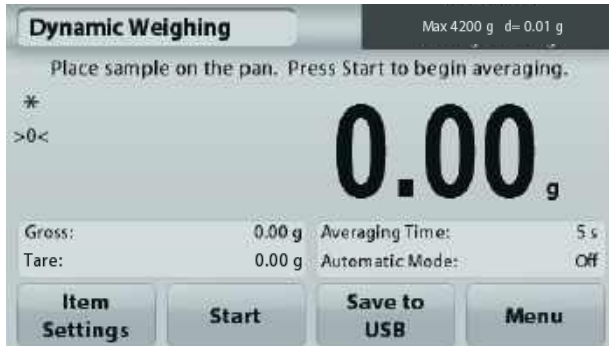 Dynamic Weighing
Max 4200 g d= 0.01 g
Place sample on the pan. Press Start to begin averaging.
*
>0<
0.00 g
Gross: 0.00 g
Tare: 0.00 g
Averaging Time: 5 s
Automatic Mode: Off
Item
Settings
Start
Save to
USB
Menu